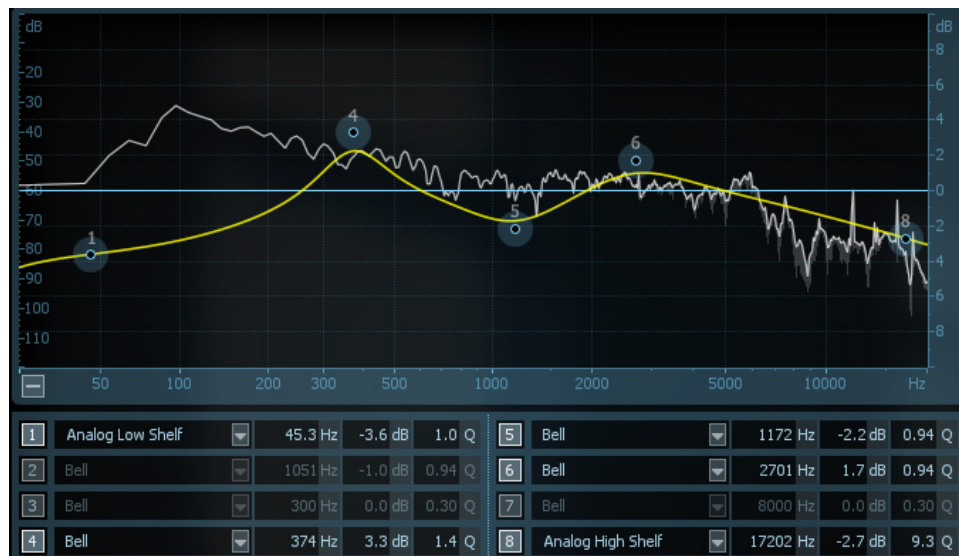 dB dB
-8
-20 -6
-30
4 -4
-40
6
-50 -2
-60 0
-70 5 8 2
1
-80 4
-90
-100 -6
-110 -8
50 100 200 300 500 1000 2000 5000 10000 Hz
1 Analog Low Shelf 45.3 Hz -3.6 dB 1.0 Q 5 Bell 1172 Hz -2.2 dB 0.94 Q
2 Bell 1051 Hz -1.0 dB 0.94 Q 6 Bell 2701 Hz 1.7 dB 0.94 Q
3 Bell 300 Hz 0.0 dB 0.30 Q 7 Bell 8000 Hz 0.0 dB 0.30 Q
4 Bell 374 Hz 3.3 dB 1.4 Q 8 Analog High Shelf 17202 Hz -2.7 dB 9.3 Q